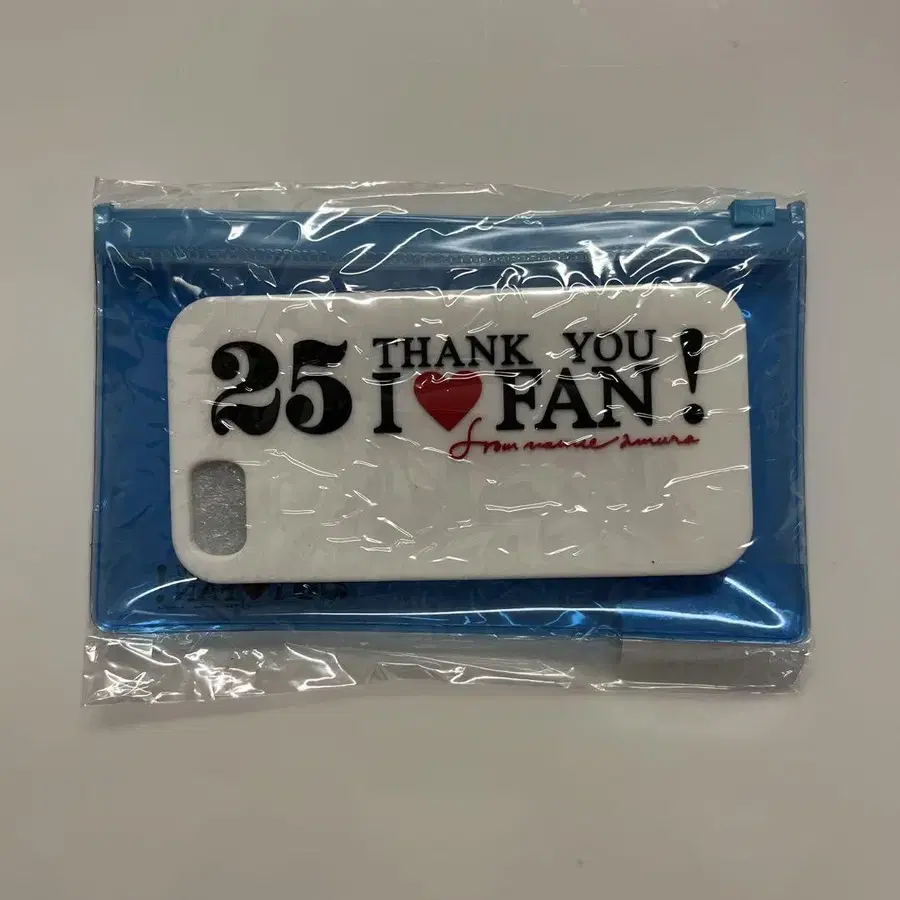 25 THANK YOU
I ❤ FAN!
from namie amuro